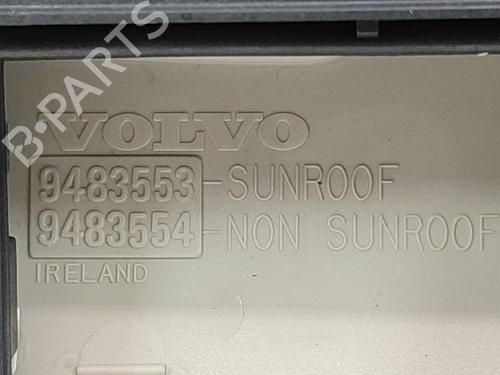 B-PARTS
VOLVO
9483553-SUNROOF
9483554-NON SUNROOF
IRELAND